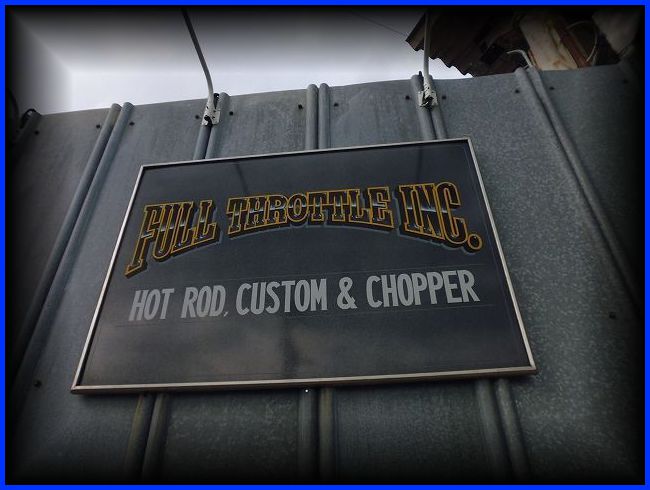 FULL THROTTLE INC.
HOT ROD, CUSTOM & CHOPPER